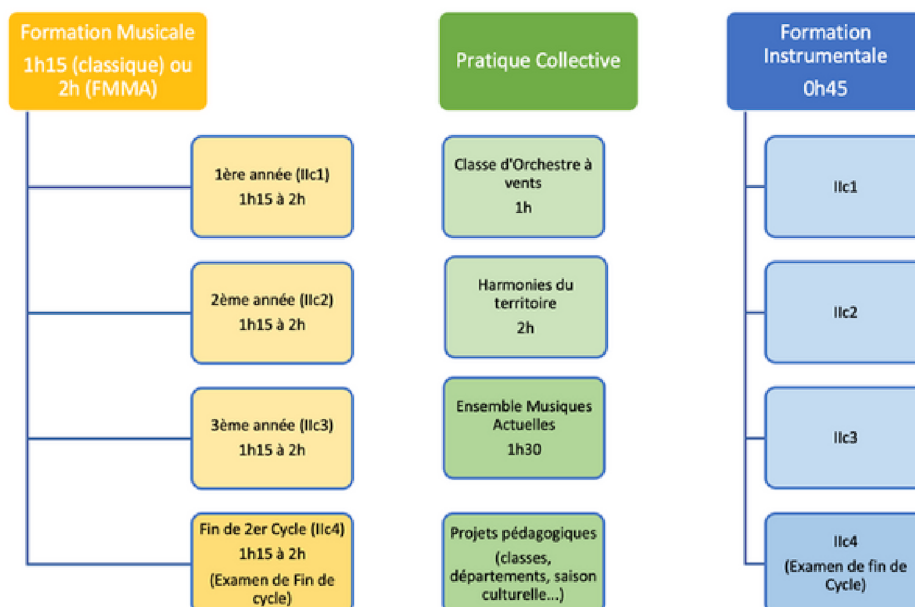 Formation Musicale
1h15 (classique) ou
2h (FMMA)
1ère année (IIc1)
1h15 à 2h
2ème année (IIc2)
1h15 à 2h
3ème année (IIc3)
1h15 à 2h
Fin de 2er Cycle (IIc4)
1h15 à 2h
(Examen de Fin de
cycle)
Pratique Collective
Classe d'Orchestre à
vents
1h
Harmonies du
territoire
2h
Ensemble Musiques
Actuelles
1h30
Projets pédagogiques
(classes,
départements, saison
culturelle...)
Formation
Instrumentale
0h45
IIc1
IIc2
IIc3
IIc4
(Examen de fin de
Cycle)